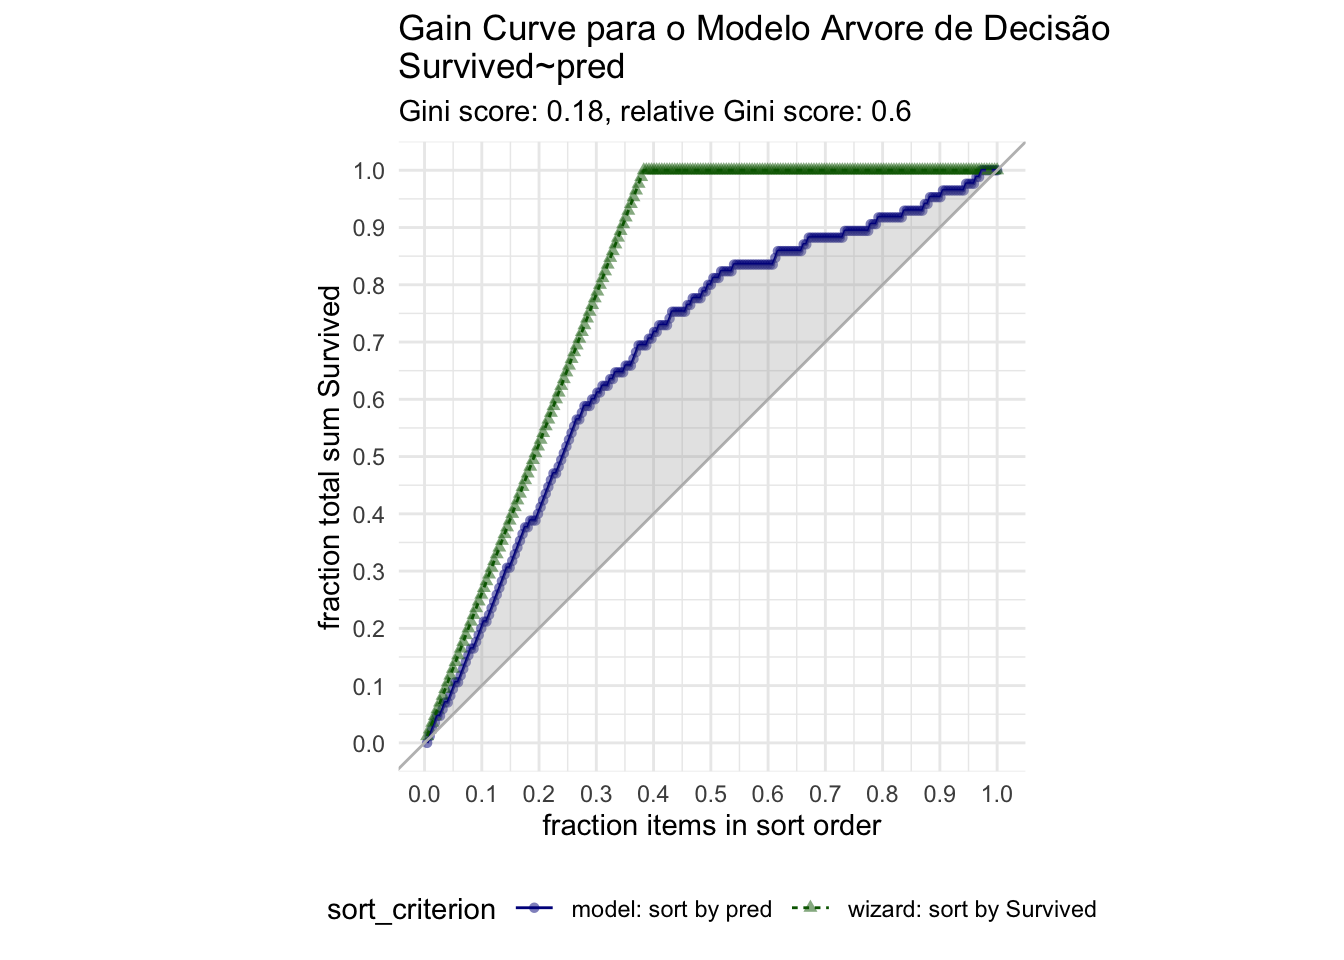 Gain Curve para o Modelo Arvore de Decisão
Survived~pred
Gini score: 0.18, relative Gini score: 0.6
fraction total sum Survived
1.0
0.9
0.8
0.7
0.6
0.5
0.4
0.3
0.2
0.1
0.0
0.0 0.1 0.2 0.3 0.4 0.5 0.6 0.7 0.8 0.9 1.0
fraction items in sort order
sort_criterion model: sort by pred wizard: sort by Survived